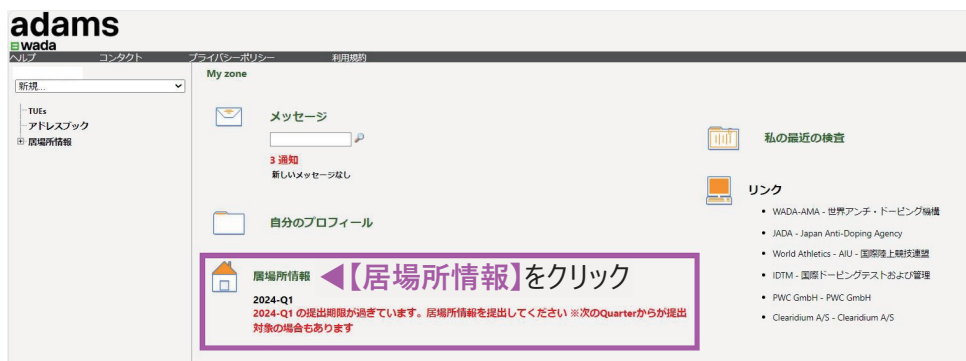 adams
wada
ヘルプ コンタクト プライバシーポリシー 利用規約
新規...
TUEs
アドレスブック
居場所情報
My zone
メッセージ
3 通知
新しいメッセージなし
自分のプロフィール
居場所情報 ◀【居場所情報】をクリック
2024-Q1
2024-Q1 の提出期限が過ぎています。居場所情報を提出してください ※次のQuarterからが提出
対象の場合もあります
私の最近の検査
リンク
• WADA-AMA - 世界アンチ・ドーピング機構
• JADA - Japan Anti-Doping Agency
• World Athletics - AIU - 国際陸上競技連盟
• IDTM - 国際ドーピングテストおよび管理
• PWC GmbH - PWC GmbH
• Clearidium A/S - Clearidium A/S